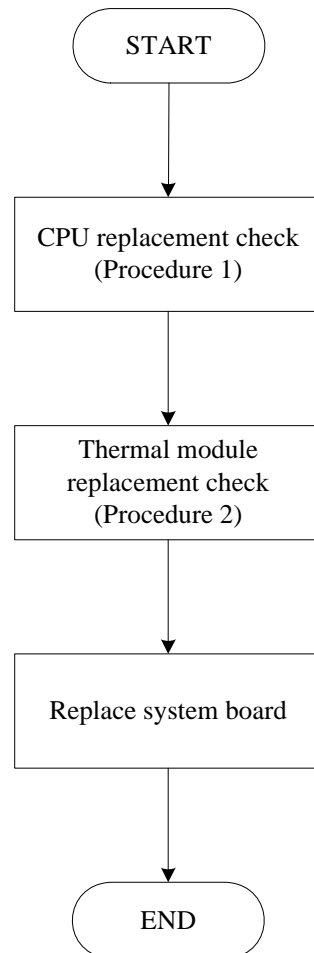 START
CPU replacement check
(Procedure 1)
Thermal module
replacement check
(Procedure 2)
Replace system board
END